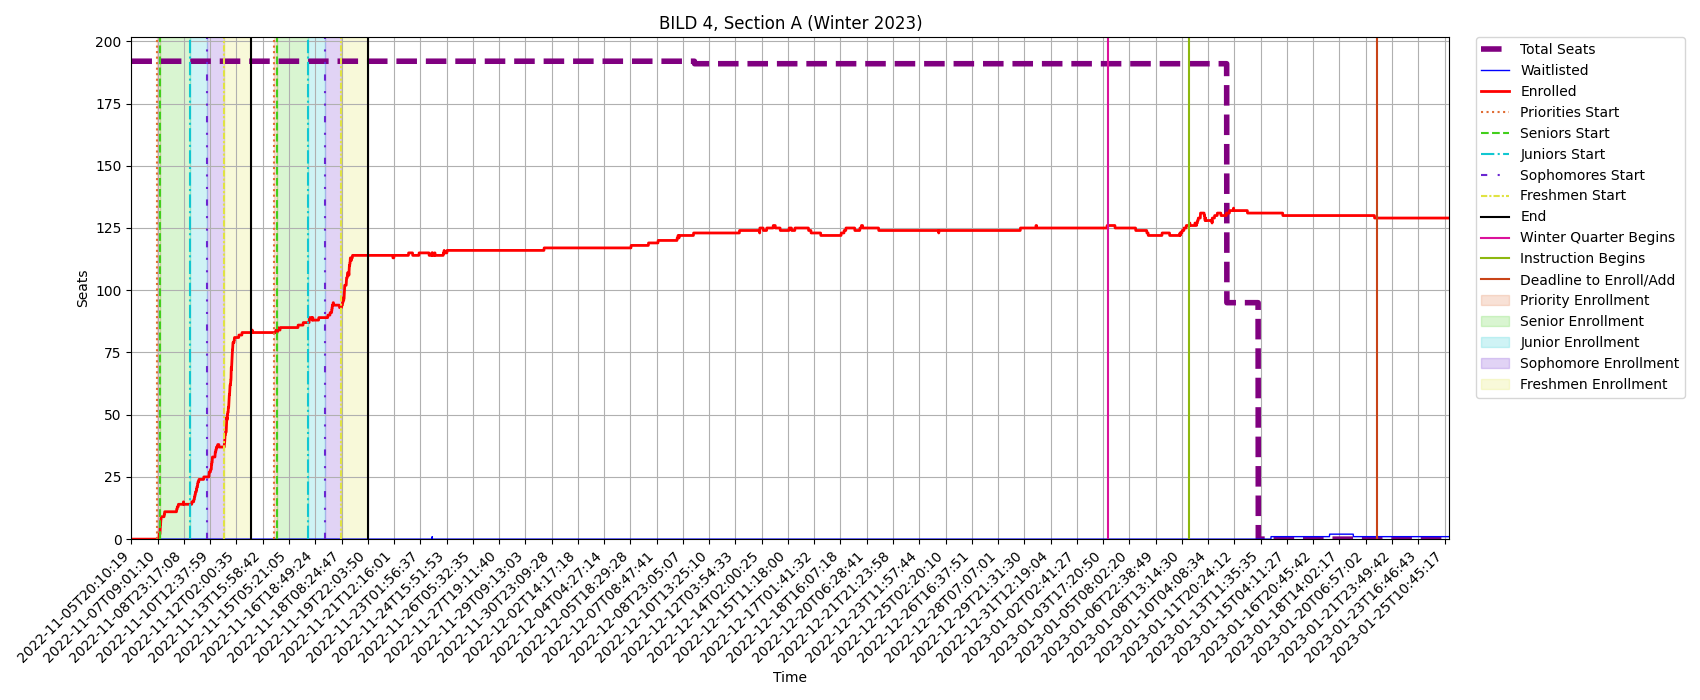 BILD 4, Section A (Winter 2023)
Seats
200
175
150
125
100
75
50
25
0
2022-11-05T20:10:19
2022-11-07T09:01:10
2022-11-08T23:17:08
2022-11-10T12:37:59
2022-11-12T02:00:35
2022-11-13T15:58:42
2022-11-15T05:21:05
2022-11-16T18:49:24
2022-11-18T08:24:47
2022-11-19T22:03:50
2022-11-21T12:16:01
2022-11-23T01:56:37
2022-11-24T15:51:53
2022-11-26T05:32:35
2022-11-27T19:11:40
2022-11-29T09:13:03
2022-11-30T23:09:28
2022-12-02T14:17:18
2022-12-04T04:27:14
2022-12-05T18:29:28
2022-12-07T08:47:41
2022-12-08T23:05:07
2022-12-10T13:25:10
2022-12-12T03:54:33
2022-12-14T02:00:25
2022-12-15T11:18:00
2022-12-17T01:41:32
2022-12-18T16:07:18
2022-12-20T06:28:41
2022-12-21T21:23:58
2022-12-23T11:57:44
2022-12-25T02:20:10
2022-12-26T16:37:51
2022-12-28T07:07:01
2022-12-29T21:31:30
2022-12-31T12:19:04
2023-01-02T02:41:27
2023-01-03T17:20:50
2023-01-05T08:02:20
2023-01-06T22:38:49
2023-01-08T13:14:30
2023-01-10T04:08:34
2023-01-11T20:24:12
2023-01-13T11:35:35
2023-01-15T04:11:27
2023-01-16T20:45:42
2023-01-18T14:02:17
2023-01-20T06:57:02
2023-01-21T23:49:42
2023-01-23T16:46:43
2023-01-25T10:45:17
Time
Total Seats
Waitlisted
Enrolled
Priorities Start
Seniors Start
Juniors Start
Sophomores Start
Freshmen Start
End
Winter Quarter Begins
Instruction Begins
Deadline to Enroll/Add
Priority Enrollment
Senior Enrollment
Junior Enrollment
Sophomore Enrollment
Freshmen Enrollment